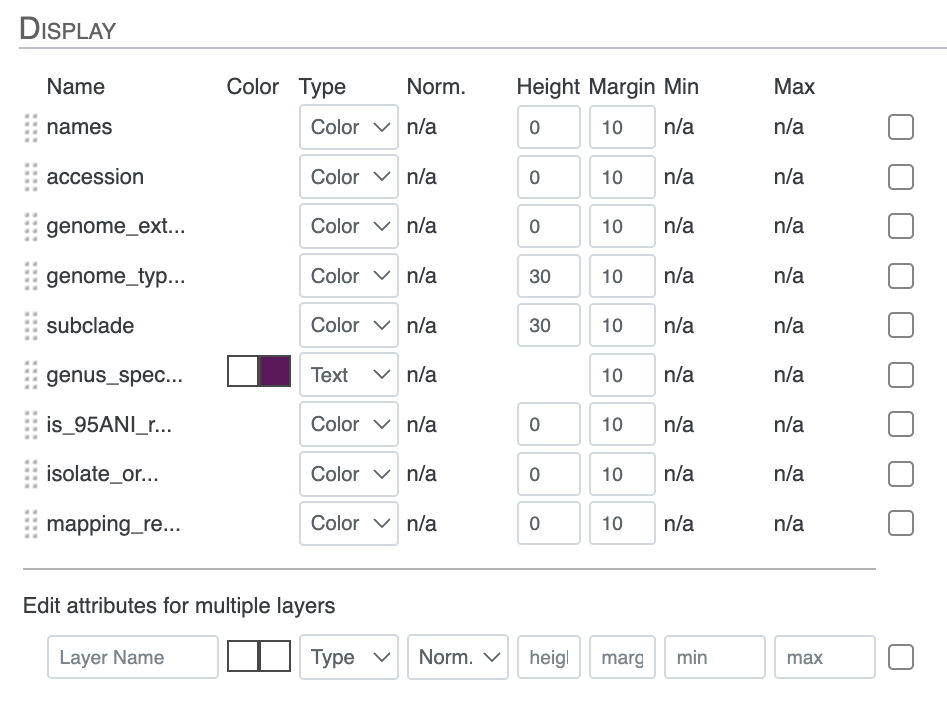 DISPLAY
Name Color Type Norm. Height Margin Min Max
names Color n/a 0 10 n/a n/a
accession Color n/a 0 10 n/a n/a
genome_ext... Color n/a 0 10 n/a n/a
genome_typ... Color n/a 30 10 n/a n/a
subclade Color n/a 30 10 n/a n/a
genus_spec... Text n/a 10 n/a n/a
is_95ANI_r... Color n/a 0 10 n/a n/a
isolate_or... Color n/a 0 10 n/a n/a
mapping_re... Color n/a 0 10 n/a n/a
Edit attributes for multiple layers
Layer Name Type Norm. heigl marg min max